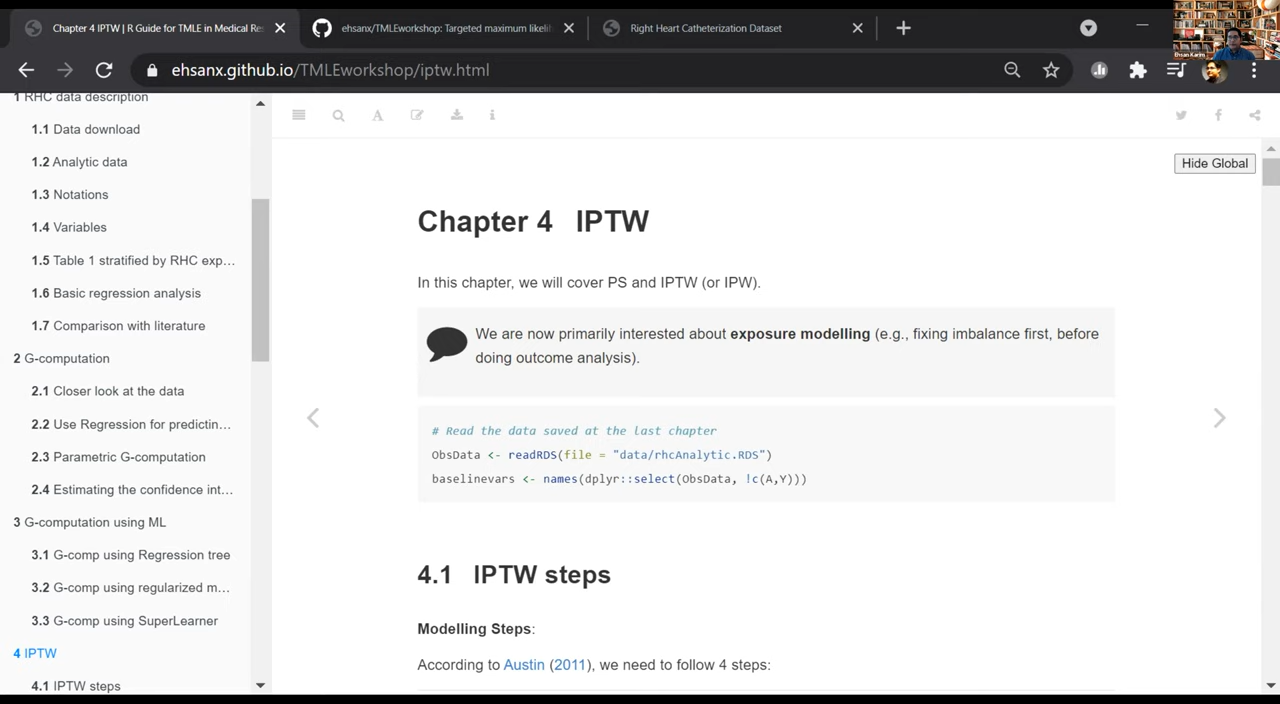 Chapter 4 IPTW | R Guide for TMLE in Medical Re
ehsanx/TMLEworkshop: Targeted maximum likeli
Right Heart Catheterization Dataset
ehsanx.github.io/TMLEworkshop/iptw.html
Ehsan Karim
1 RHC data description
1.1 Data download
1.2 Analytic data
1.3 Notations
1.4 Variables
1.5 Table 1 stratified by RHC exp...
1.6 Basic regression analysis
1.7 Comparison with literature
2 G-computation
2.1 Closer look at the data
2.2 Use Regression for predictin...
2.3 Parametric G-computation
2.4 Estimating the confidence int...
3 G-computation using ML
3.1 G-comp using Regression tree
3.2 G-comp using regularized m...
3.3 G-comp using SuperLearner
4 IPTW
4.1 IPTW steps
Hide Global
Chapter 4 IPTW
In this chapter, we will cover PS and IPTW (or IPW).
We are now primarily interested about exposure modelling (e.g., fixing imbalance first, before
doing outcome analysis).
# Read the data saved at the last chapter
ObsData <- readRDS(file = "data/rhcAnalytic.RDS")
baselinevars <- names(dplyr::select(ObsData, !c(A,Y)))
4.1 IPTW steps
Modelling Steps:
According to Austin (2011), we need to follow 4 steps: